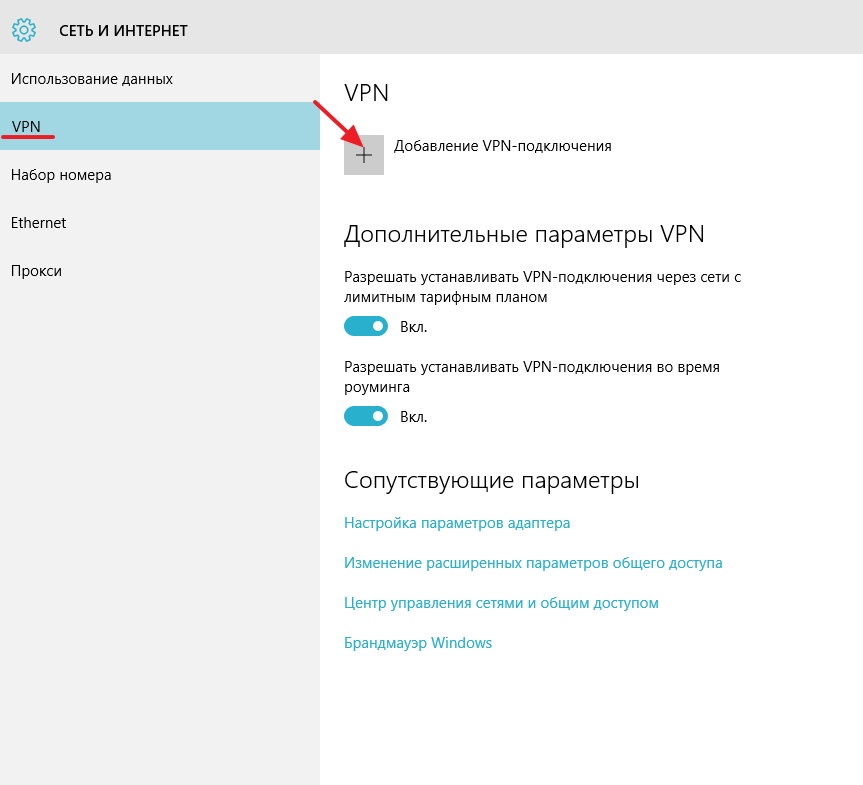 СЕТЬ И ИНТЕРНЕТ
Использование данных
VPN
Набор номера
Ethernet
Прокси
VPN
Добавление VPN-подключения
Дополнительные параметры VPN
Разрешать устанавливать VPN-подключения через сети с
лимитным тарифным планом
Вкл.
Разрешать устанавливать VPN-подключения во время
роуминга
Вкл.
Сопутствующие параметры
Настройка параметров адаптера
Изменение расширенных параметров общего доступа
Центр управления сетями и общим доступом
Брандмауэр Windows